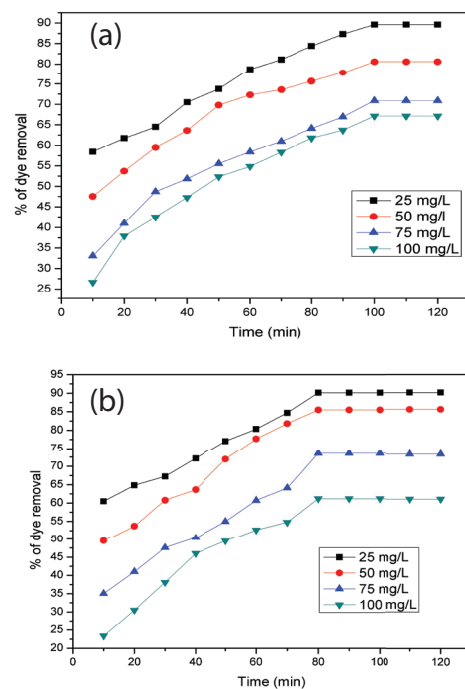 (a)
90
85
80
75
70
65
60
55
50
45
40
35
30
25
% of dye removal
25 mg/L
50 mg/l
75 mg/L
100 mg/L
0 20 40 60 80 100 120
Time (min)
(b)
95
90
85
80
75
70
65
60
55
50
45
40
35
30
25
20
% of dye removal
25 mg/L
50 mg/L
75 mg/L
100 mg/L
0 20 40 60 80 100 120
Time (min)